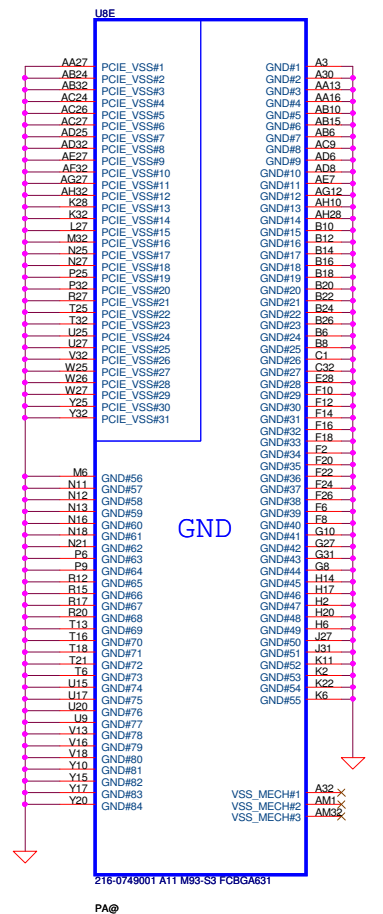 U8E
AA27 PCIE_VSS#1
AB24 PCIE_VSS#2
AB32 PCIE_VSS#3
AC24 PCIE_VSS#4
AC26 PCIE_VSS#5
AC27 PCIE_VSS#6
AD25 PCIE_VSS#7
AD32 PCIE_VSS#8
AE27 PCIE_VSS#9
AF32 PCIE_VSS#10
AG27 PCIE_VSS#11
AH32 PCIE_VSS#12
K28 PCIE_VSS#13
K32 PCIE_VSS#14
L27 PCIE_VSS#15
M32 PCIE_VSS#16
N25 PCIE_VSS#17
N27 PCIE_VSS#18
P25 PCIE_VSS#19
P32 PCIE_VSS#20
R27 PCIE_VSS#21
T25 PCIE_VSS#22
T32 PCIE_VSS#23
U25 PCIE_VSS#24
U27 PCIE_VSS#25
V32 PCIE_VSS#26
W25 PCIE_VSS#27
W26 PCIE_VSS#28
W27 PCIE_VSS#29
Y25 PCIE_VSS#30
Y32 PCIE_VSS#31
M6 GND#56
N11 GND#57
N12 GND#58
N13 GND#59
N16 GND#60
N18 GND#61
N21 GND#62
P6 GND#63
P9 GND#64
R12 GND#65
R15 GND#66
R17 GND#67
R20 GND#68
T13 GND#69
T16 GND#70
T18 GND#71
T21 GND#72
T6 GND#73
U15 GND#74
U17 GND#75
U20 GND#76
U9 GND#77
V13 GND#78
V16 GND#79
V18 GND#80
Y10 GND#81
Y15 GND#82
Y17 GND#83
Y20 GND#84
GND
GND#1 A3
GND#2 A30
GND#3 AA13
GND#4 AA16
GND#5 AB10
GND#6 AB15
GND#7 AB6
GND#8 AC9
GND#9 AD6
GND#10 AD8
GND#11 AE7
GND#12 AG12
GND#13 AH10
GND#14 AH28
GND#15 B10
GND#16 B12
GND#17 B14
GND#18 B16
GND#19 B18
GND#20 B20
GND#21 B22
GND#22 B24
GND#23 B26
GND#24 B6
GND#25 B8
GND#26 C1
GND#27 C32
GND#28 E28
GND#29 F10
GND#30 F12
GND#31 F14
GND#32 F16
GND#33 F18
GND#34 F2
GND#35 F20
GND#36 F22
GND#37 F24
GND#38 F26
GND#39 F6
GND#40 F8
GND#41 G10
GND#42 G27
GND#43 G31
GND#44 G8
GND#45 H14
GND#46 H17
GND#47 H2
GND#48 H20
GND#49 H6
GND#50 J27
GND#51 J31
GND#52 K11
GND#53 K2
GND#54 K22
GND#55 K6
VSS_MECH#1 A32
VSS_MECH#2 AM1
VSS_MECH#3 AM32
216-0749001 A11 M93-S3 FCBGA631
PA@